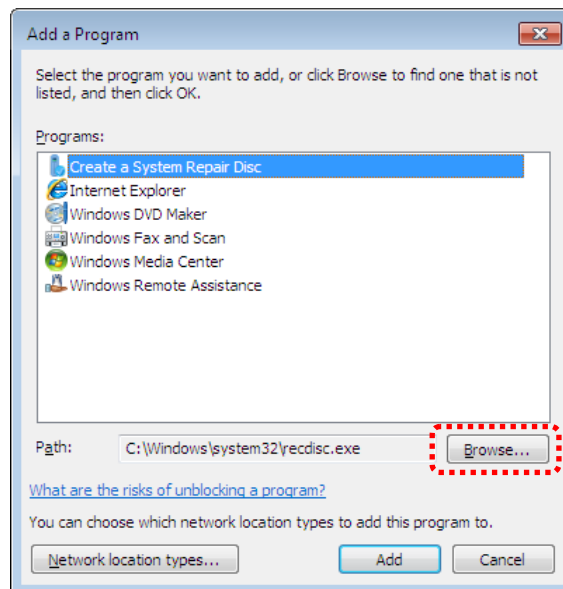 Add a Program
Select the program you want to add, or click Browse to find one that is not
listed, and then click OK.
Programs:
Create a System Repair Disc
Internet Explorer
Windows DVD Maker
Windows Fax and Scan
Windows Media Center
Windows Remote Assistance
Path: C:\Windows\system32\recdisc.exe Browse...
What are the risks of unblocking a program?
You can choose which network location types to add this program to.
Network location types... Add Cancel